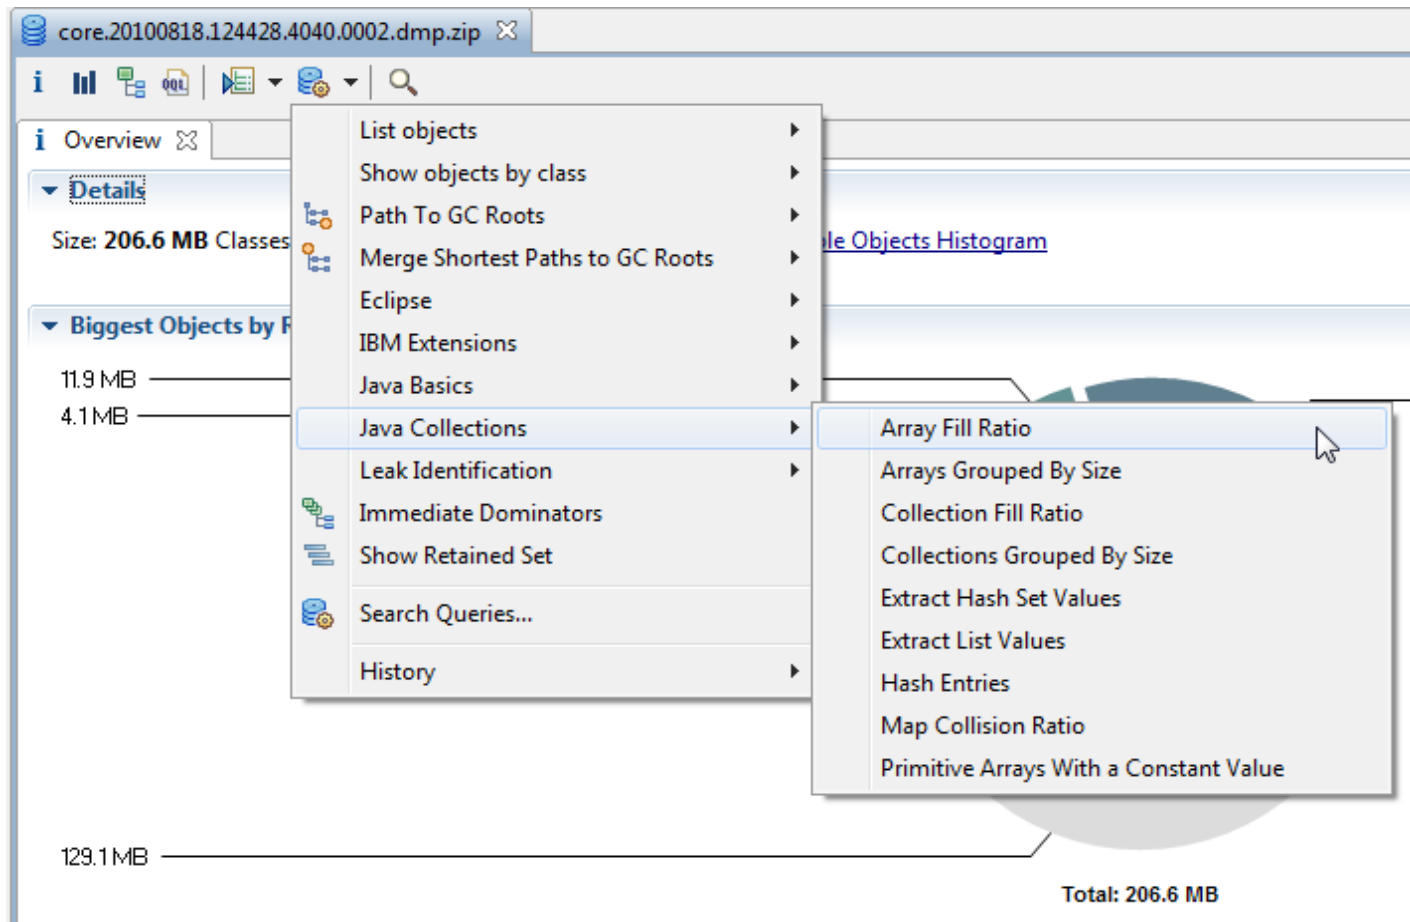 core.20100818.124428.4040.0002.dmp.zip
i OQL
i Overview
Details
Size: 206.6 MB Classes
Objects Histogram
Biggest Objects by
11.9 MB
4.1 MB
129.1 MB
Total: 206.6 MB
List objects
Show objects by class
Path To GC Roots
Merge Shortest Paths to GC Roots
Eclipse
IBM Extensions
Java Basics
Java Collections
Leak Identification
Immediate Dominators
Show Retained Set
Search Queries...
History
Array Fill Ratio
Arrays Grouped By Size
Collection Fill Ratio
Collections Grouped By Size
Extract Hash Set Values
Extract List Values
Hash Entries
Map Collision Ratio
Primitive Arrays With a Constant Value